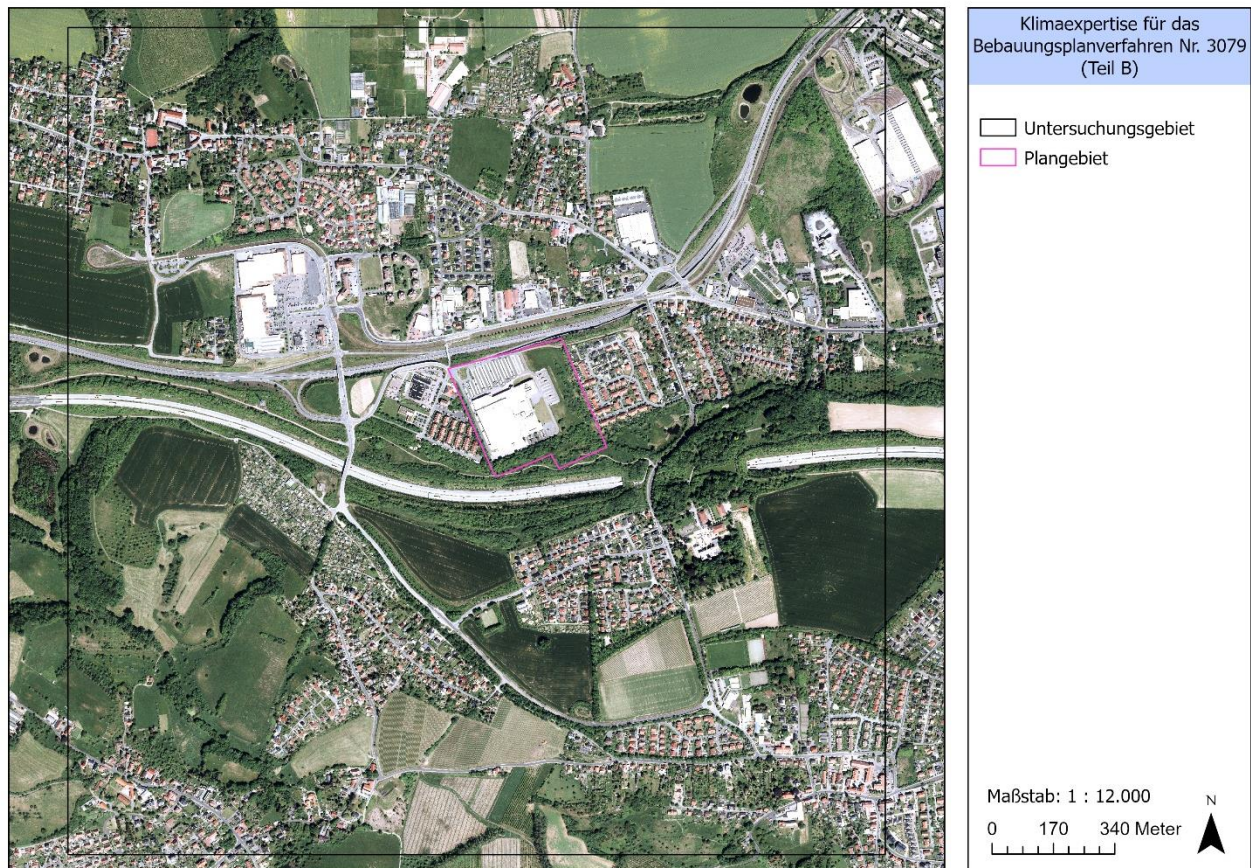 Klimaexpertise für das
Bebauungsplanverfahren Nr. 3079
(Teil B)
Untersuchungsgebiet
Plangebiet
Maßstab: 1 : 12.000
N
0 170 340 Meter